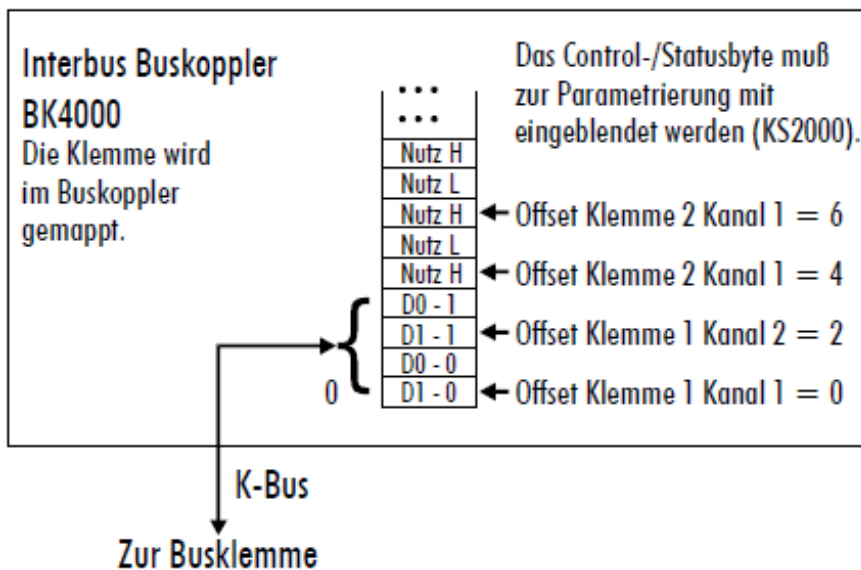 Interbus Buskoppler
BK4000
Die Klemme wird
im Buskoppler
gemappt.
Das Control-/Statusbyte muß
zur Parametrierung mit
eingeblendet werden (KS2000).
...
...
Nutz H
Nutz L
Nutz H ← Offset Klemme 2 Kanal 1 = 6
Nutz L
Nutz H ← Offset Klemme 2 Kanal 1 = 4
D0 - 1
D1 - 1 ← Offset Klemme 1 Kanal 2 = 2
D0 - 0
0 D1 - 0 ← Offset Klemme 1 Kanal 1 = 0
K-Bus
Zur Busklemme